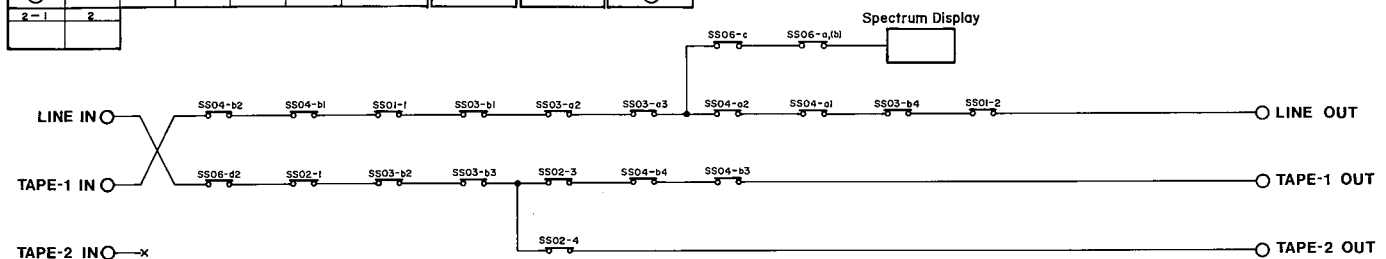 2-1 2
Spectrum Display
SS06-c SS06-a,(b)
LINE IN SS04-b2 SS04-b1 SS01-1 SS03-b1 SS03-a2 SS03-a3 SS04-a2 SS04-a1 SS03-b4 SS01-2 LINE OUT
TAPE-1 IN SS06-d2 SS02-1 SS03-b2 SS03-b3 SS02-3 SS04-b4 SS04-b3 TAPE-1 OUT
TAPE-2 IN SS02-4 TAPE-2 OUT